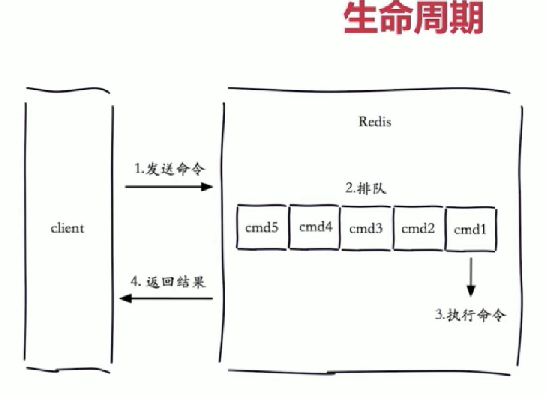 生命周期
Redis
1.发送命令
2.排队
client
cmd5 cmd4 cmd3 cmd2 cmd1
4. 返回结果
3.执行命令